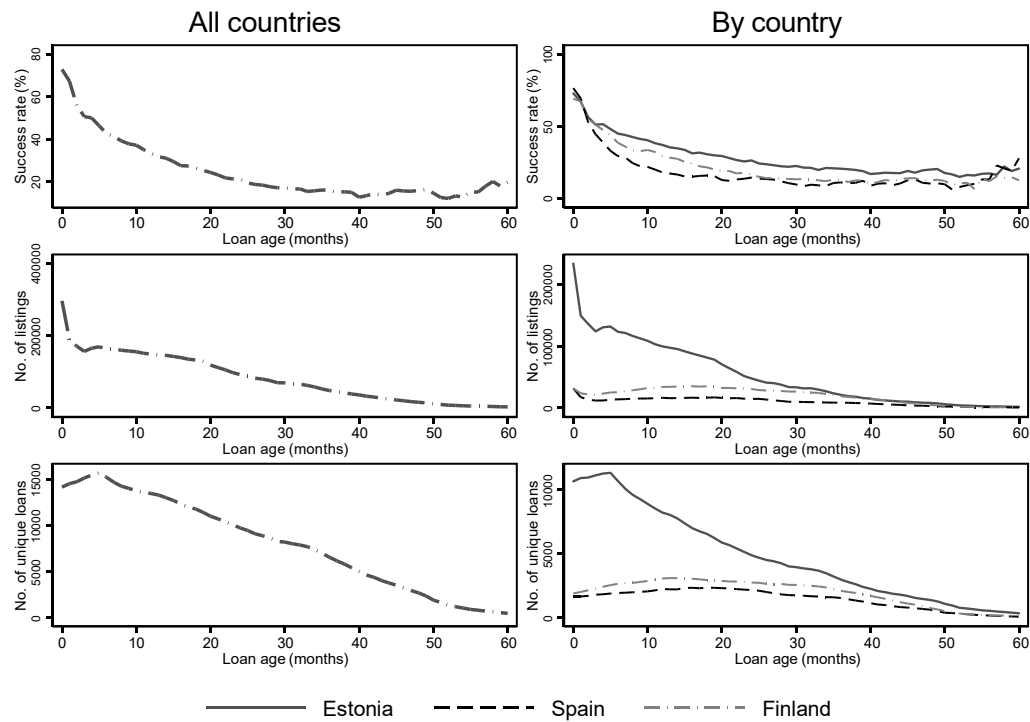 All countries
By country
Success rate (%)
80
60
40
20
0 10 20 30 40 50 60
Loan age (months)
Success rate (%)
100
50
0
0 10 20 30 40 50 60
Loan age (months)
No. of listings
400000
200000
0
0 10 20 30 40 50 60
Loan age (months)
No. of listings
200000
100000
0
0 10 20 30 40 50 60
Loan age (months)
No. of unique loans
15000
10000
5000
0
0 10 20 30 40 50 60
Loan age (months)
No. of unique loans
10000
5000
0
0 10 20 30 40 50 60
Loan age (months)
Estonia Spain Finland